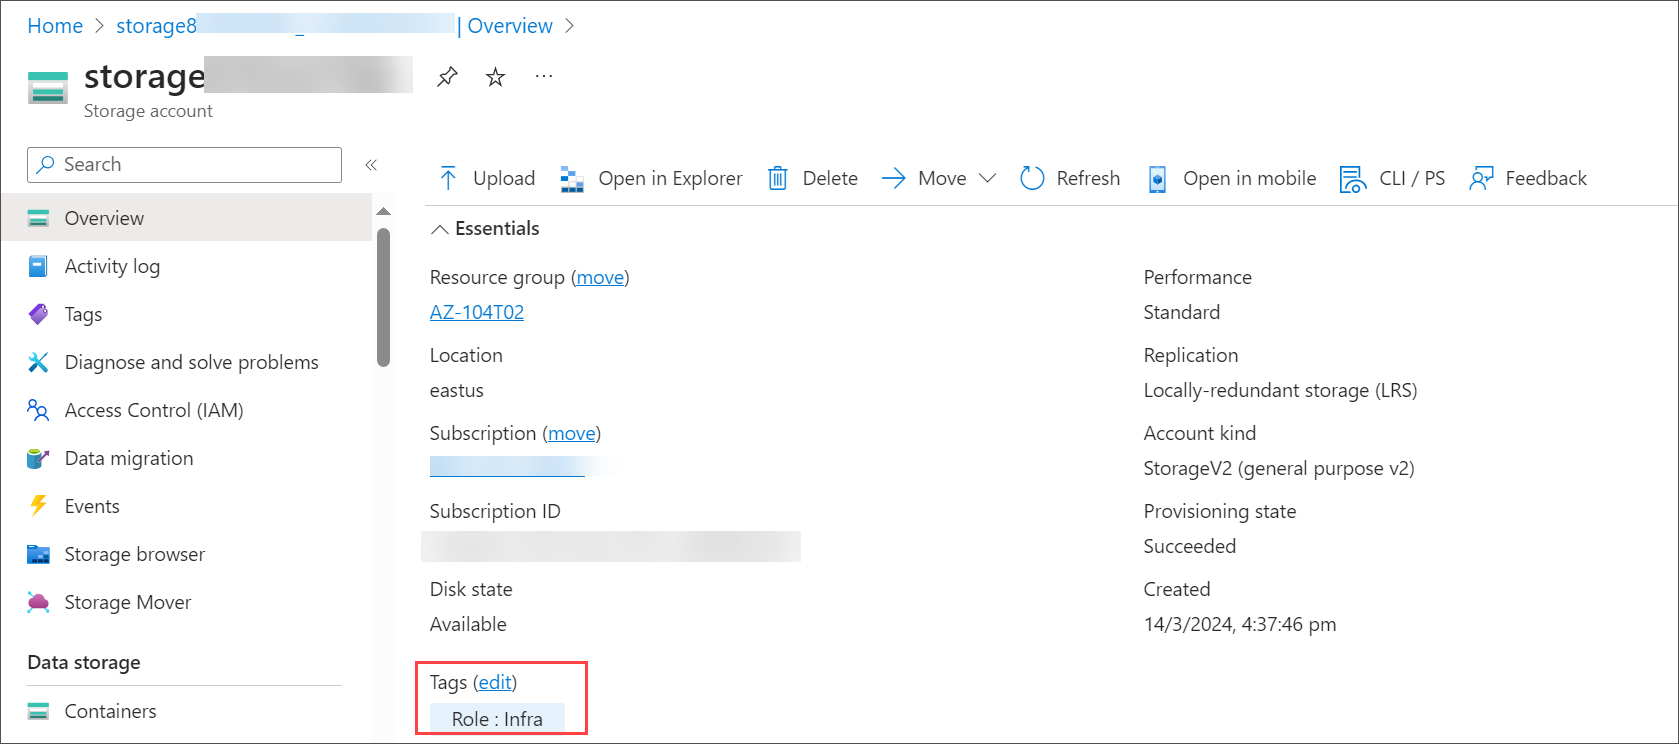 Home > storage8 | Overview >
storage
Storage account
Search
«
Upload Open in Explorer Delete Move Refresh Open in mobile CLI / PS Feedback
Overview
Activity log
Tags
Diagnose and solve problems
Access Control (IAM)
Data migration
Events
Storage browser
Storage Mover
Data storage
Containers
Essentials
Resource group (move)
AZ-104T02
Location
eastus
Subscription (move)
Subscription ID
Disk state
Available
Tags (edit)
Role : Infra
Performance
Standard
Replication
Locally-redundant storage (LRS)
Account kind
StorageV2 (general purpose v2)
Provisioning state
Succeeded
Created
14/3/2024, 4:37:46 pm